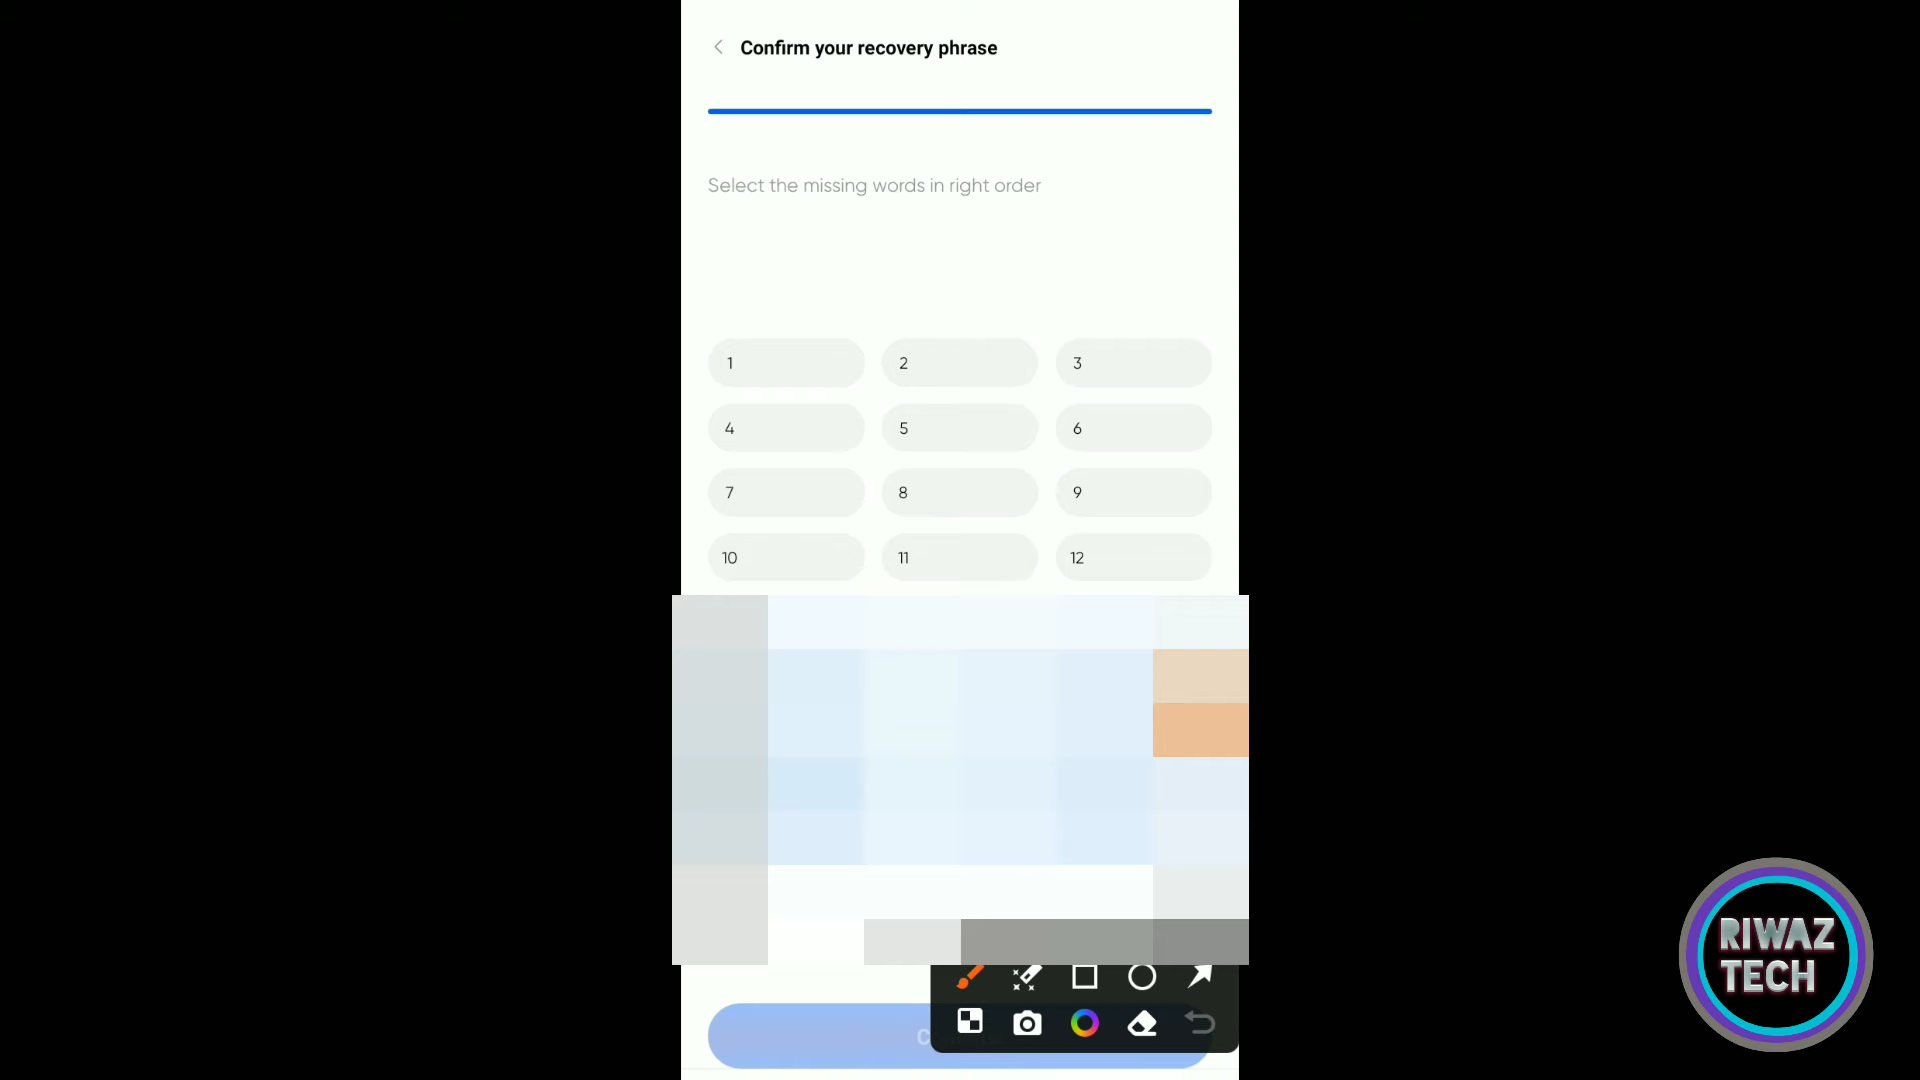 Confirm your recovery phrase
Select the missing words in right order
1 2 3
4 5 6
7 8 9
10 11 12
RIWAZ
TECH